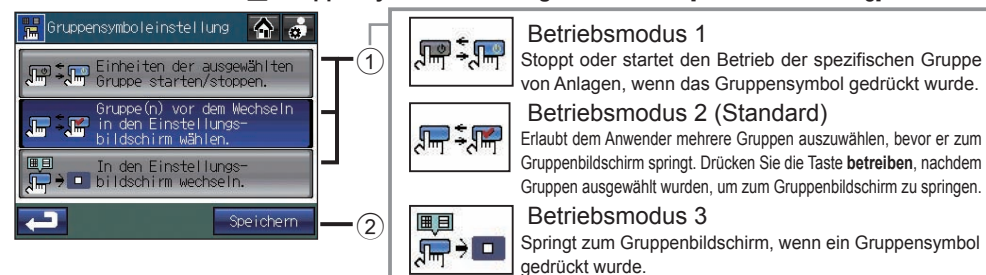 Gruppensymboleinstellung
Einheiten der ausgewählten
Gruppe starten/stoppen.
Gruppe(n) vor dem Wechseln
in den Einstellungs-
bildschirm wählen.
In den Einstellungs-
bildschirm wechseln.
Speichern
1
2
Betriebsmodus 1
Stoppt oder startet den Betrieb der spezifischen Gruppe
von Anlagen, wenn das Gruppensymbol gedrückt wurde.
Betriebsmodus 2 (Standard)
Erlaubt dem Anwender mehrere Gruppen auszuwählen, bevor er zum
Gruppenbildschirm springt. Drücken Sie die Taste betreiben, nachdem
Gruppen ausgewählt wurden, um zum Gruppenbildschirm zu springen.
Betriebsmodus 3
Springt zum Gruppenbildschirm, wenn ein Gruppensymbol
gedrückt wurde.